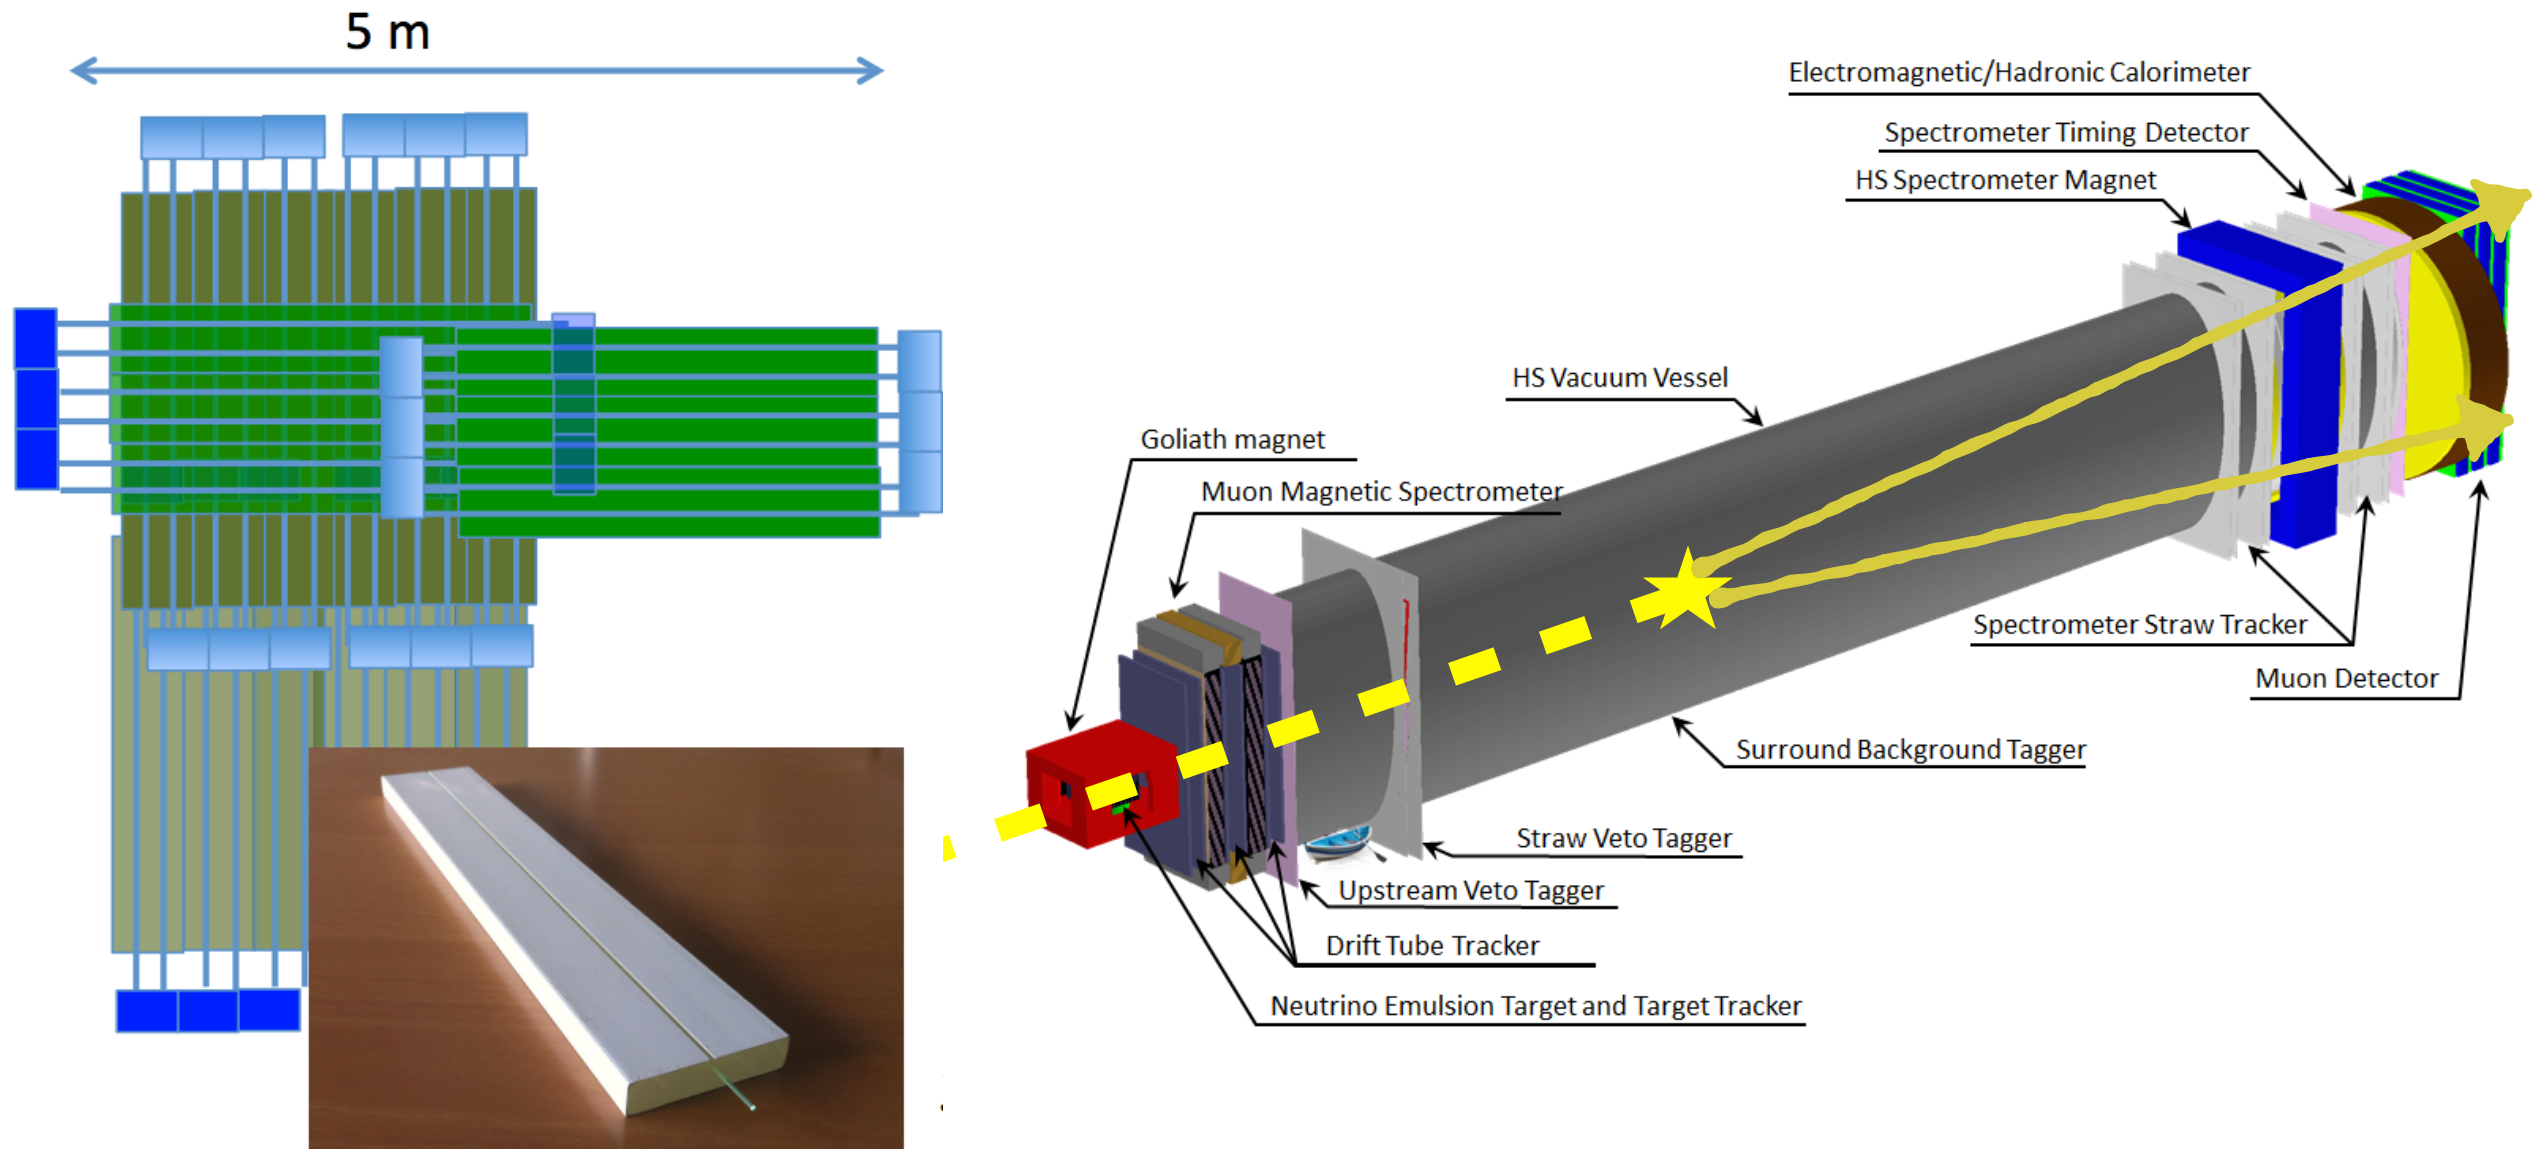 5 m
Electromagnetic/Hadronic Calorimeter
Spectrometer Timing Detector
HS Spectrometer Magnet
HS Vacuum Vessel
Goliath magnet
Muon Magnetic Spectrometer
Spectrometer Straw Tracker
Muon Detector
Surround Background Tagger
Straw Veto Tagger
Upstream Veto Tagger
Drift Tube Tracker
Neutrino Emulsion Target and Target Tracker